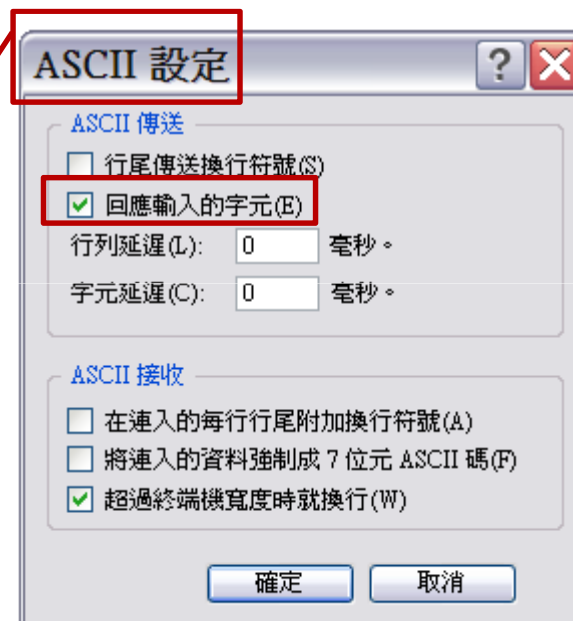 ASCII 設定
ASCII 傳送
行尾傳送換行符號(S)
回應輸入的字元(E)
行列延遲(L): 0 毫秒。
字元延遲(C): 0 毫秒。
ASCII 接收
在連入的每行行尾附加換行符號(A)
將連入的資料強制成 7 位元 ASCII 碼(F)
超過終端機寬度時就換行(W)
確定 取消